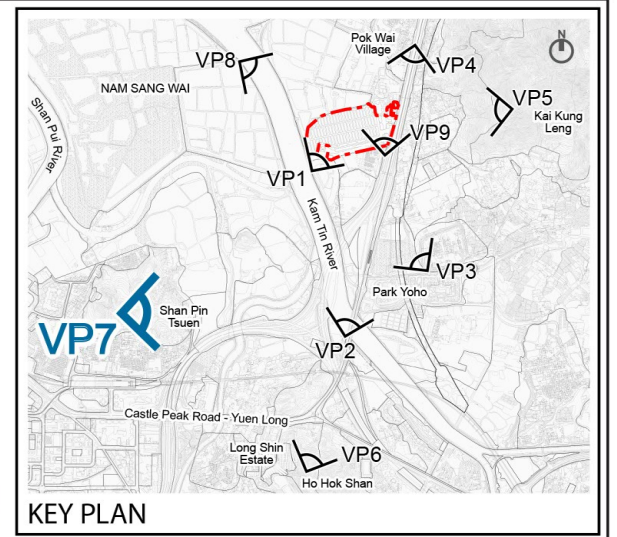 N
Pok Wai
Village
VP8
VP4
NAM SANG WAI
VP5
Kai Kung
Leng
Shan Pui River
VP9
VP1
Kam Tin River
VP3
Shan Pin
Tsuen
Park Yoho
VP7
VP2
Castle Peak Road - Yuen Long
Long Shin
Estate
VP6
Ho Hok Shan
KEY PLAN